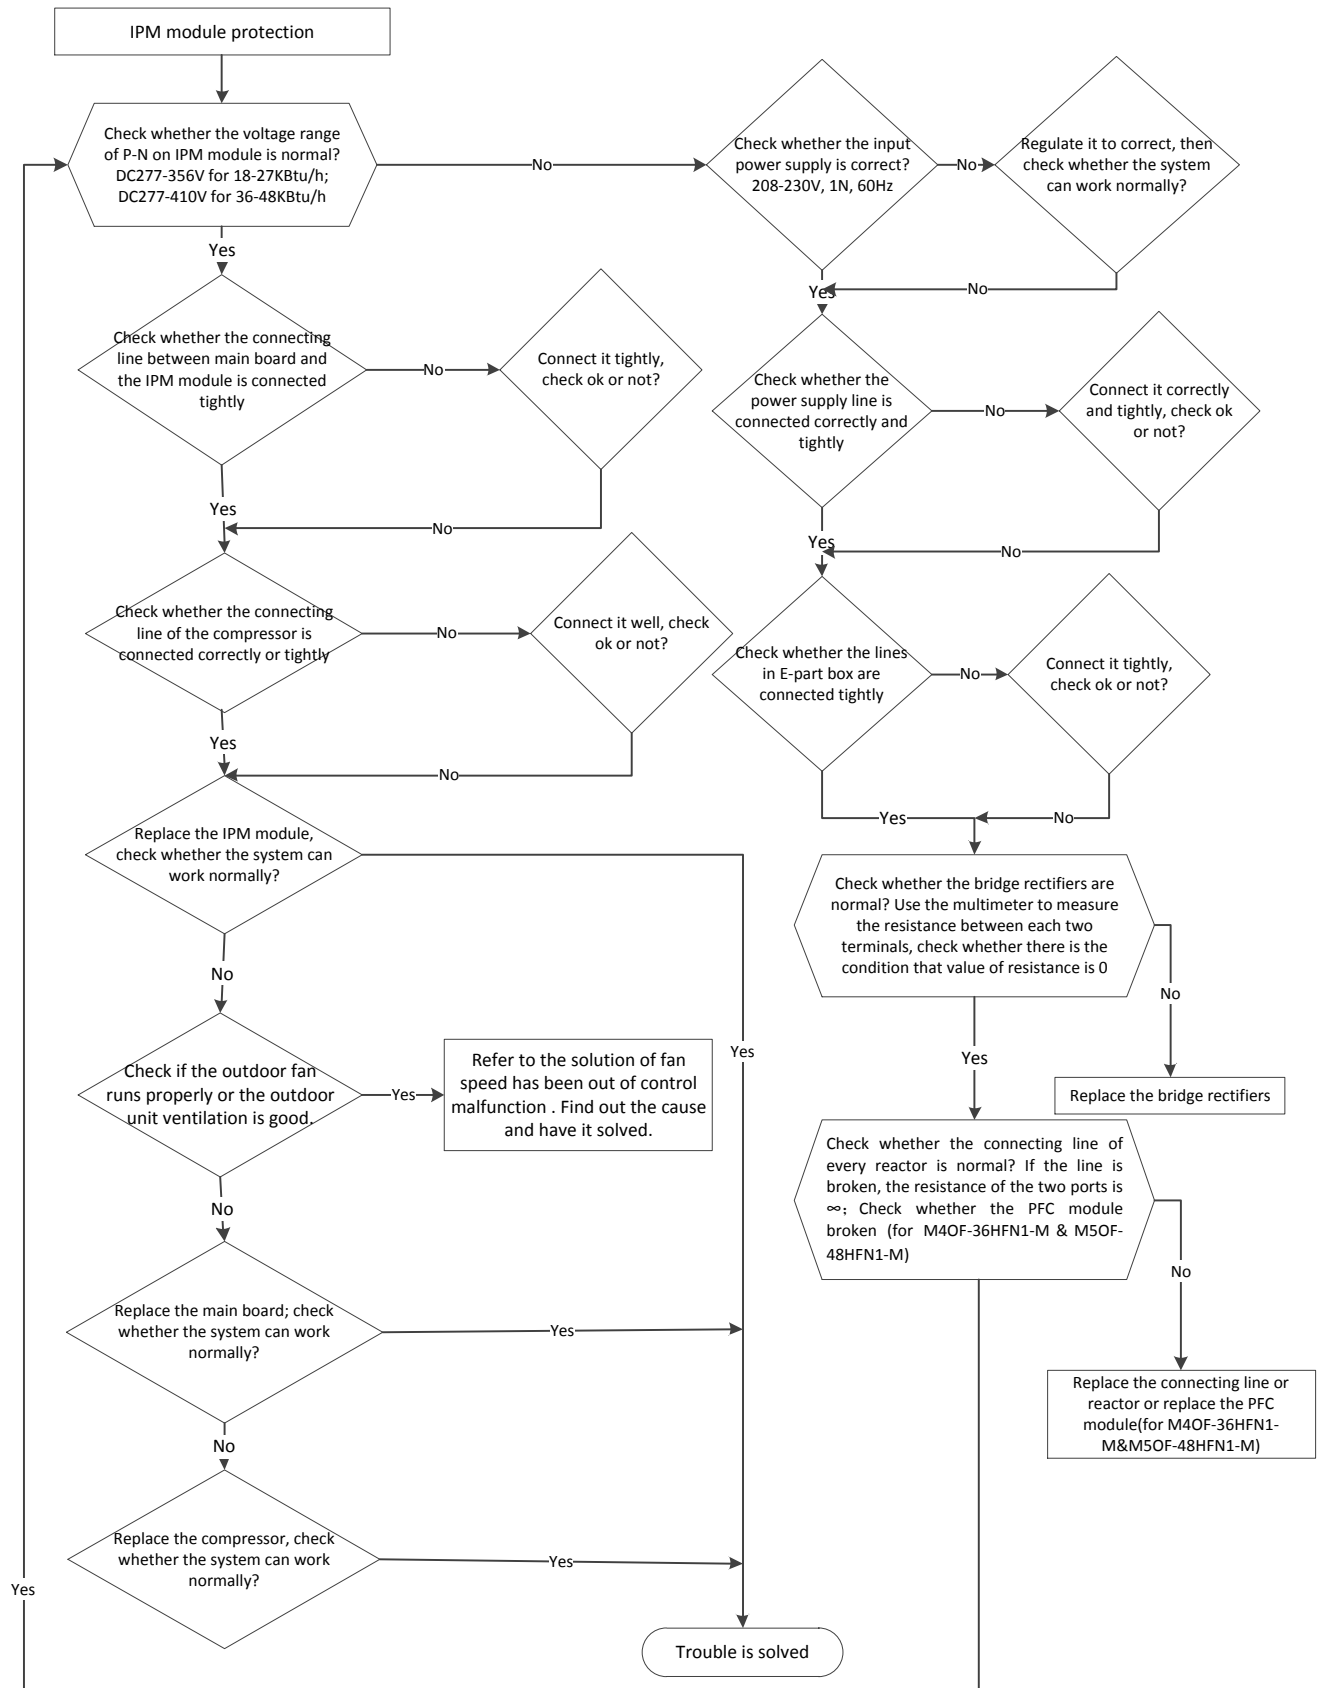 IPM module protection
Check whether the voltage range
of P-N on IPM module is normal?
DC277-356V for 18-27KBtu/h;
DC277-410V for 36-48KBtu/h
No
Check whether the input
power supply is correct?
208-230V, 1N, 60Hz
No
Regulate it to correct, then
check whether the system
can work normally?
Yes
Yes
No
Check whether the connecting
line between main board and
the IPM module is connected
tightly
No
Connect it tightly,
check ok or not?
Check whether the
power supply line is
connected correctly and
tightly
No
Connect it correctly
and tightly, check ok
or not?
Yes
No
Yes
No
Check whether the connecting
line of the compressor is
connected correctly or tightly
No
Connect it well, check
ok or not?
Check whether the lines
in E-part box are
connected tightly
No
Connect it tightly,
check ok or not?
Yes
No
Yes
No
Replace the IPM module,
check whether the system can
work normally?
Check whether the bridge rectifiers are
normal? Use the multimeter to measure
the resistance between each two
terminals, check whether there is the
condition that value of resistance is 0
No
No
Yes
Yes
Check if the outdoor fan
runs properly or the outdoor
unit ventilation is good.
Yes
Refer to the solution of fan
speed has been out of control
malfunction . Find out the cause
and have it solved.
Replace the bridge rectifiers
Check whether the connecting line of
every reactor is normal? If the line is
broken, the resistance of the two ports is
∞; Check whether the PFC module
broken (for M4OF-36HFN1-M & M5OF-
48HFN1-M)
No
No
Replace the main board; check
whether the system can work
normally?
Yes
Replace the connecting line or
reactor or replace the PFC
module(for M4OF-36HFN1-
M&M5OF-48HFN1-M)
No
Replace the compressor, check
whether the system can work
normally?
Yes
Yes
Trouble is solved